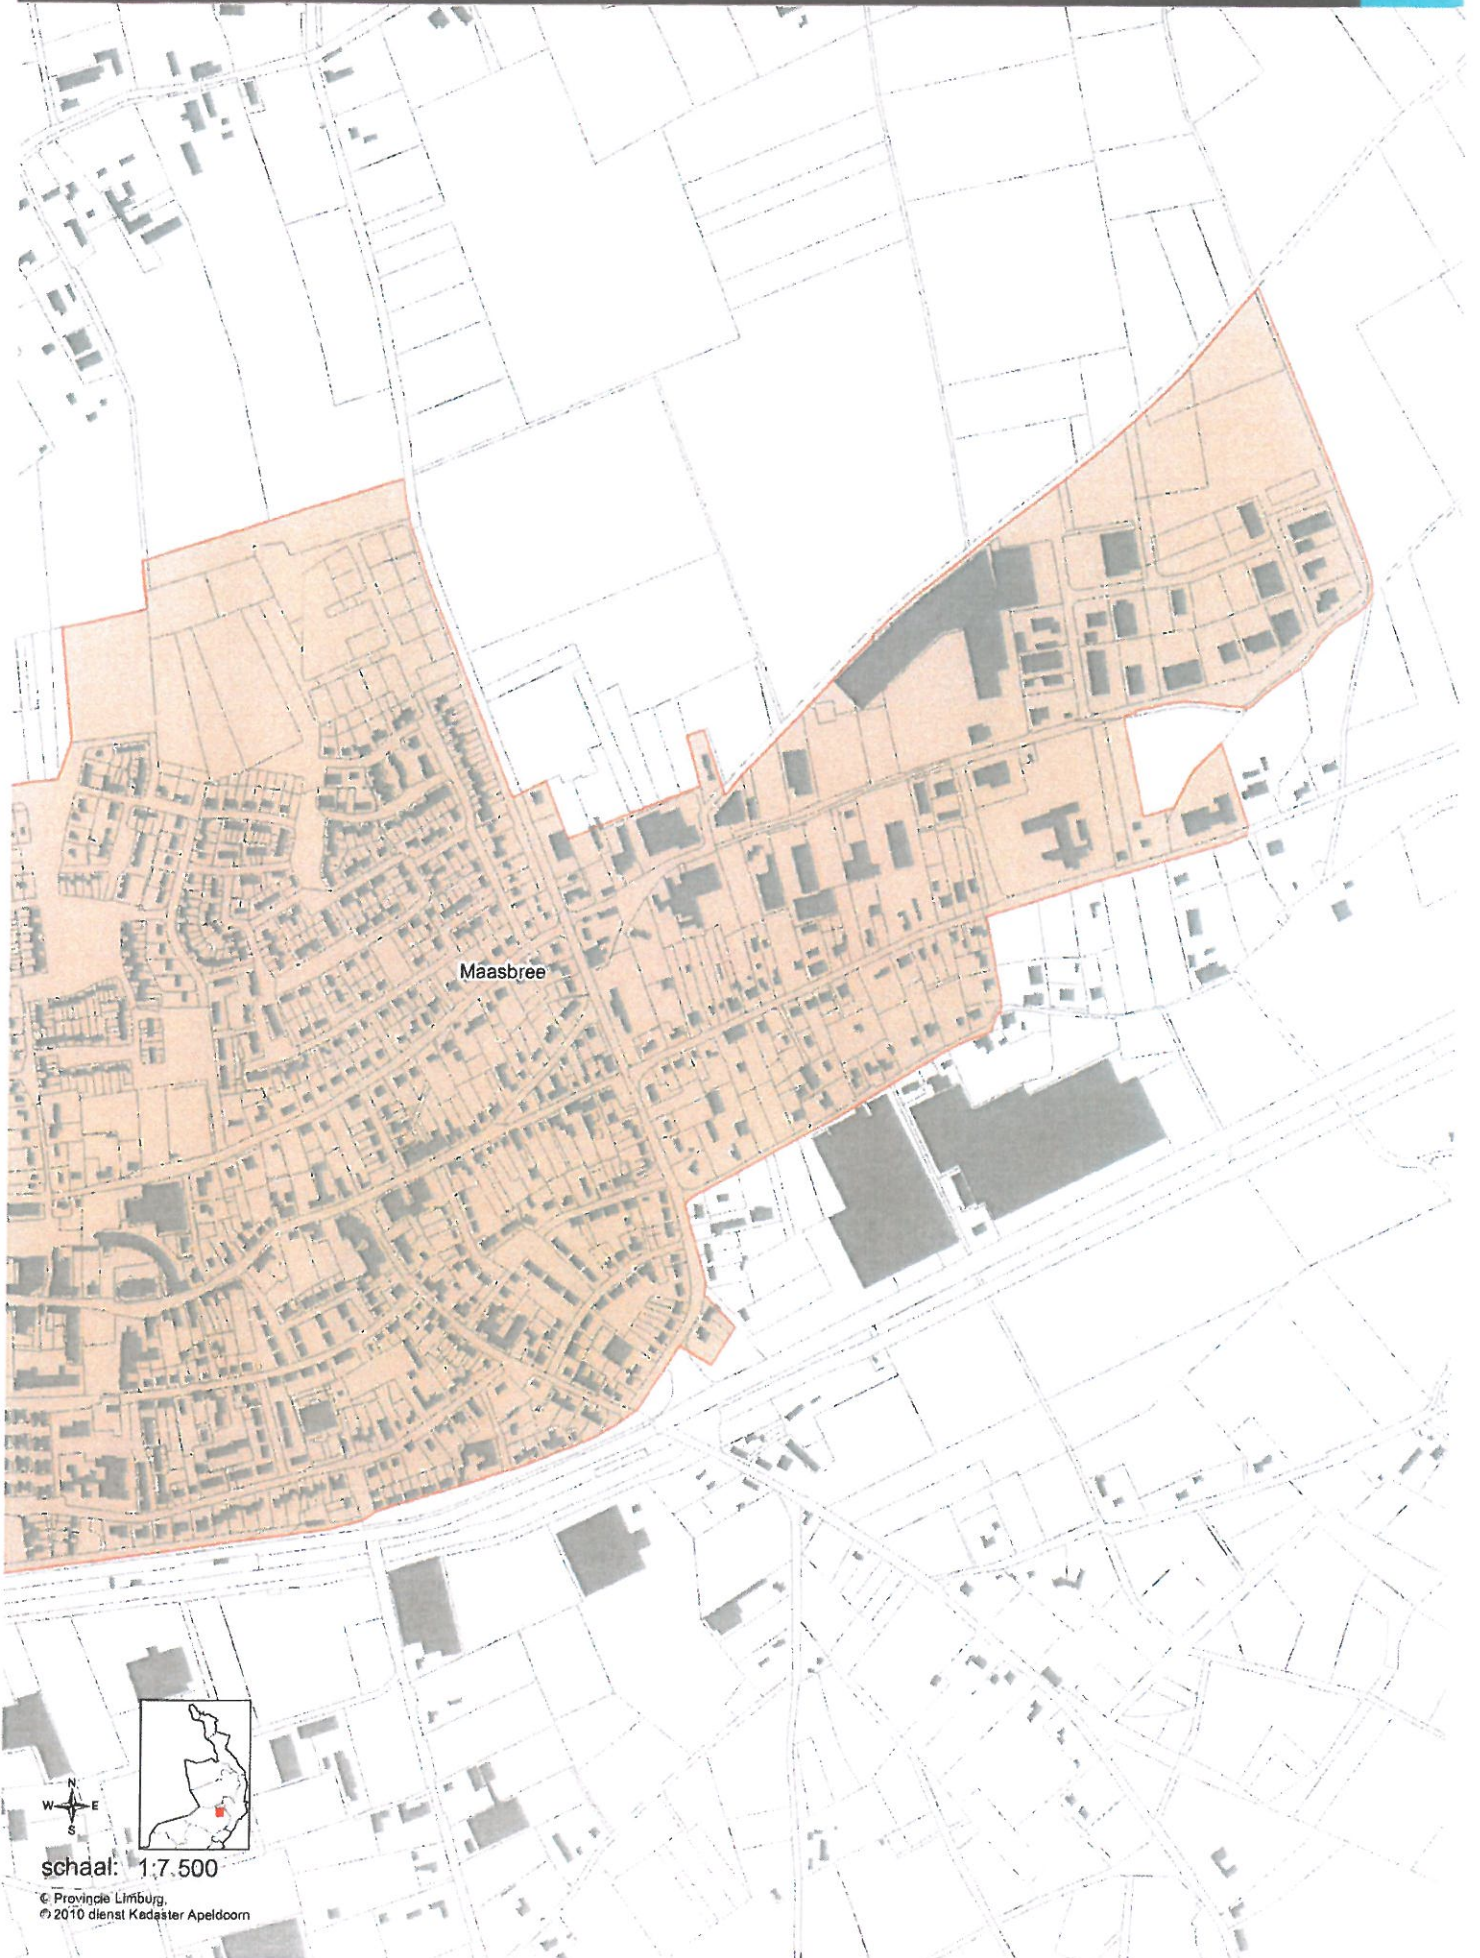 Maasbree
N
W E
S
schaal: 1:7.500
© Provincie Limburg,
© 2010 dienst Kadaster Apeldoorn